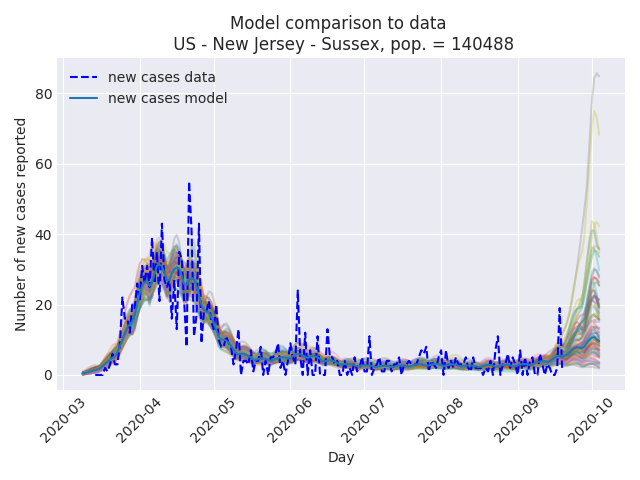 Model comparison to data
US - New Jersey - Sussex, pop. = 140488
new cases data
new cases model
Number of new cases reported
80
60
40
20
0
2020-03
2020-04
2020-05
2020-06
2020-07
2020-08
2020-09
2020-10
Day